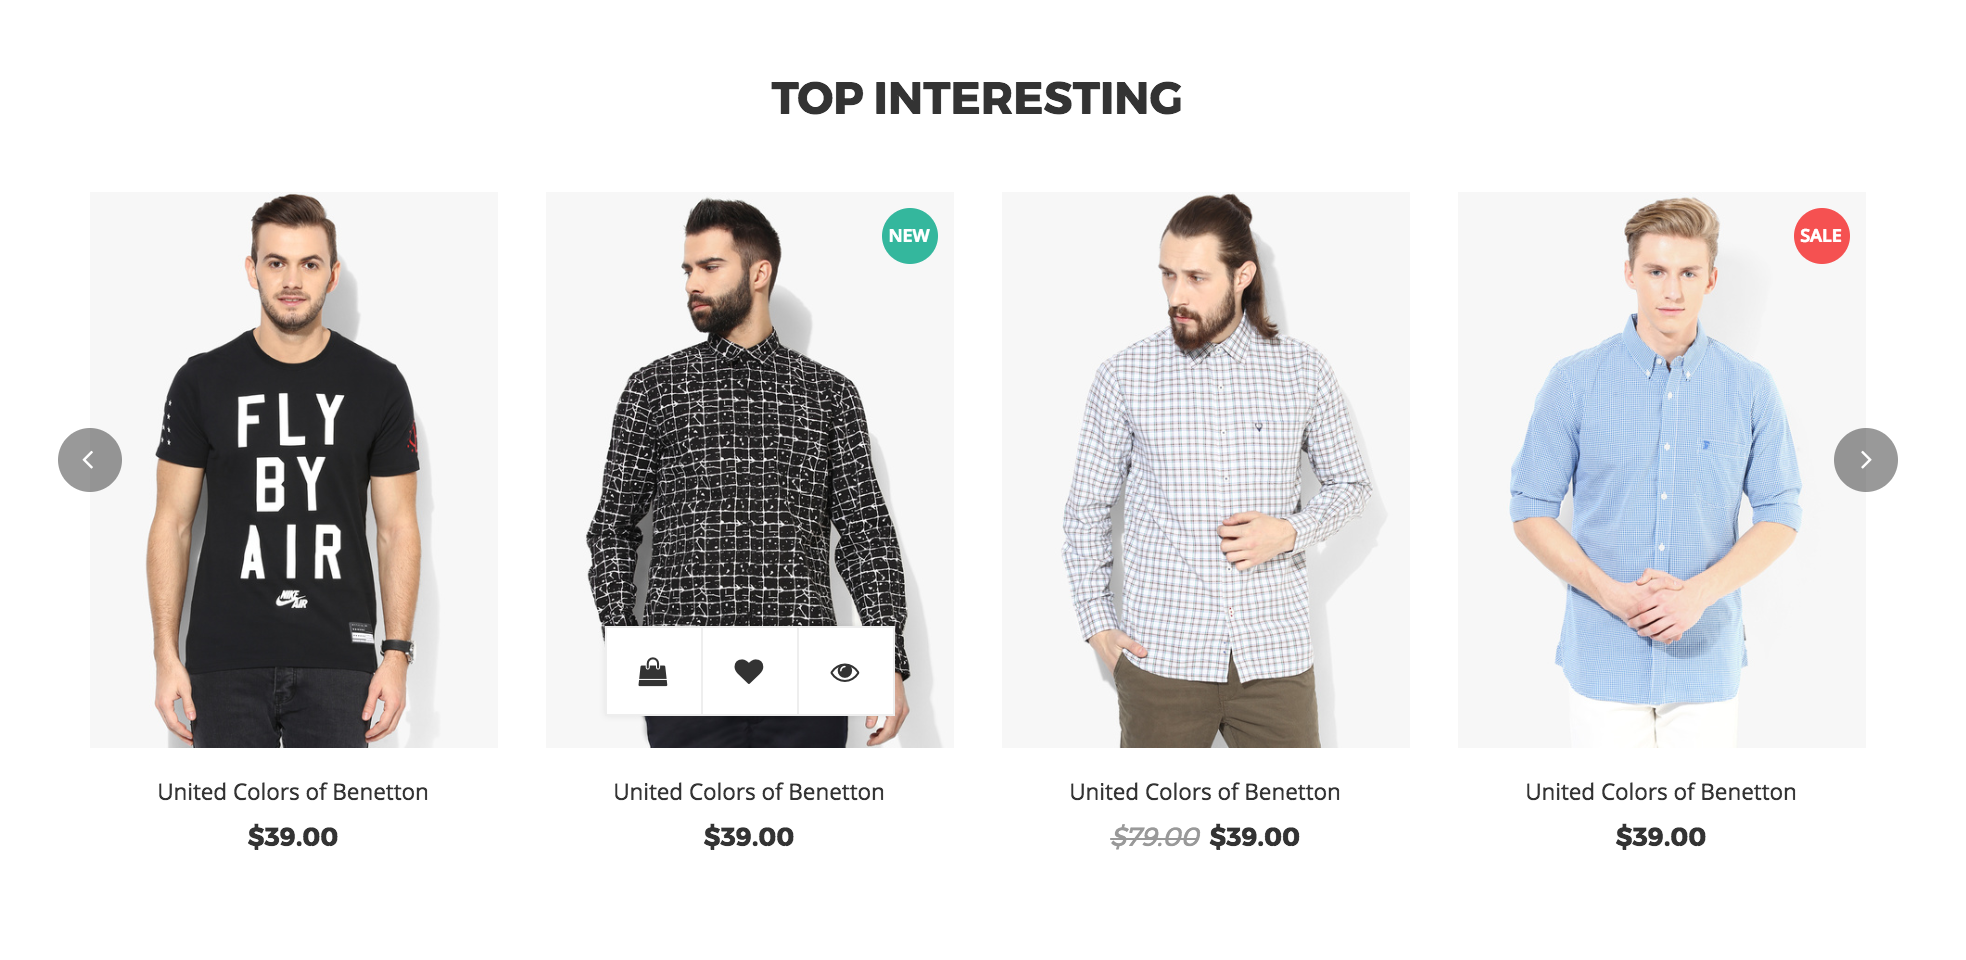 TOP INTERESTING
NEW
SALE
FLY
BY
AIR
NIKE
AIR
United Colors of Benetton
$39.00
United Colors of Benetton
$39.00
United Colors of Benetton
$79.00 $39.00
United Colors of Benetton
$39.00